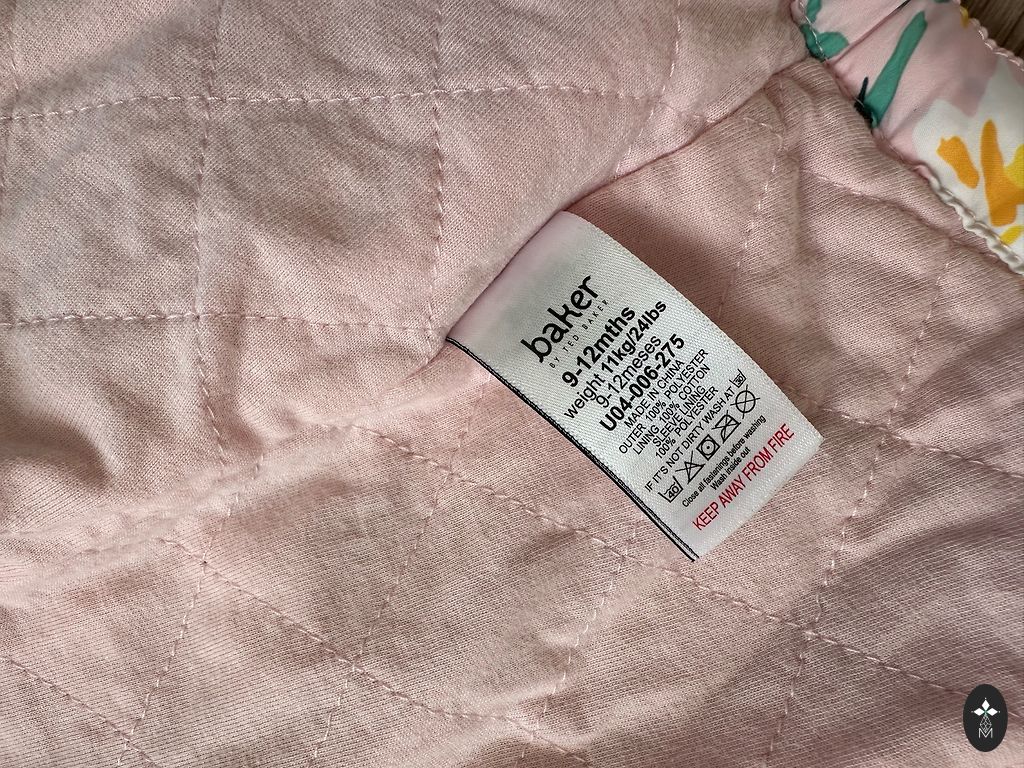 baker
BY TED BAKER
9-12mths
weight 11kg/24lbs
9-12meses
U04-006-275
MADE IN CHINA
OUTER 100% POLYESTER
LINING 100% COTTON
SLEEVE LINING
100% POLYESTER
IF IT'S NOT DIRTY WASH AT 30
40
Close all fastenings before washing
Wash inside out
KEEP AWAY FROM FIRE
M